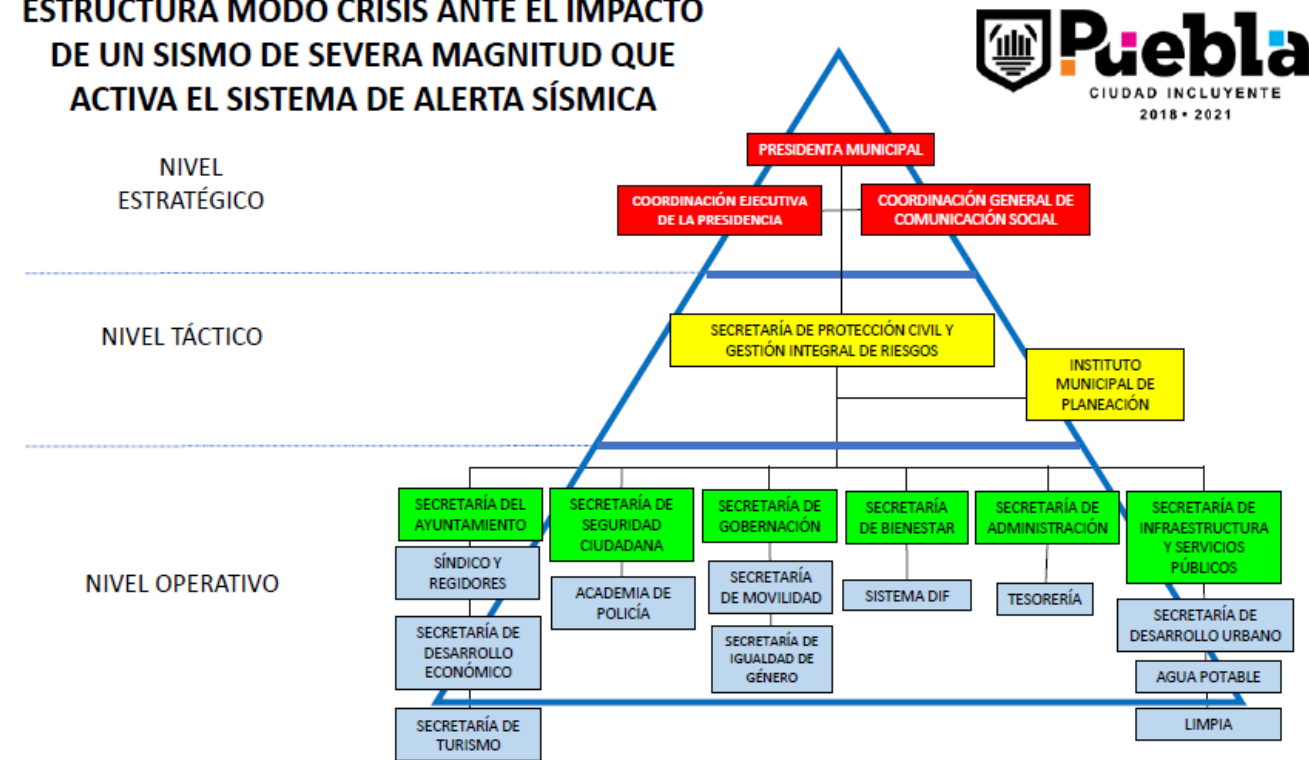 ESTRUCTURA MODO CRISIS ANTE EL IMPACTO
DE UN SISMO DE SEVERA MAGNITUD QUE
ACTIVA EL SISTEMA DE ALERTA SÍSMICA
Puebla
CIUDAD INCLUYENTE
2018 • 2021
NIVEL
ESTRATÉGICO
PRESIDENTA MUNICIPAL
COORDINACIÓN EJECUTIVA
DE LA PRESIDENCIA
COORDINACIÓN GENERAL DE
COMUNICACIÓN SOCIAL
NIVEL TÁCTICO
SECRETARÍA DE PROTECCIÓN CIVIL Y
GESTIÓN INTEGRAL DE RIESGOS
INSTITUTO
MUNICIPAL DE
PLANEACIÓN
NIVEL OPERATIVO
SECRETARÍA DEL
AYUNTAMIENTO
SÍNDICO Y
REGIDORES
SECRETARÍA DE
DESARROLLO
ECONÓMICO
SECRETARÍA DE
TURISMO
SECRETARÍA DE
SEGURIDAD
CIUDADANA
ACADEMIA DE
POLICÍA
SECRETARÍA DE
GOBERNACIÓN
SECRETARÍA
DE MOVILIDAD
SECRETARÍA DE
IGUALDAD DE
GÉNERO
SECRETARÍA
DE BIENESTAR
SISTEMA DIF
SECRETARÍA DE
ADMINISTRACIÓN
TESORERÍA
SECRETARÍA DE
INFRAESTRUCTURA
Y SERVICIOS
PÚBLICOS
SECRETARÍA DE
DESARROLLO URBANO
AGUA POTABLE
LIMPIA